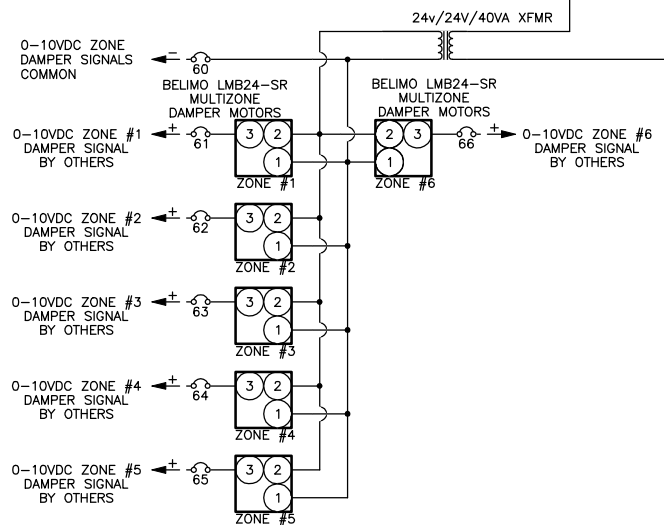 24v/24V/40VA XFMR
0-10VDC ZONE
DAMPER SIGNALS
COMMON
-
60
BELIMO LMB24-SR
MULTIZONE
DAMPER MOTORS
BELIMO LMB24-SR
MULTIZONE
DAMPER MOTORS
0-10VDC ZONE #1
DAMPER SIGNAL
BY OTHERS
+
61
3 2
1
ZONE #1
2 3
1
ZONE #6
66
+
0-10VDC ZONE #6
DAMPER SIGNAL
BY OTHERS
0-10VDC ZONE #2
DAMPER SIGNAL
BY OTHERS
+
62
3 2
1
ZONE #2
0-10VDC ZONE #3
DAMPER SIGNAL
BY OTHERS
+
63
3 2
1
ZONE #3
0-10VDC ZONE #4
DAMPER SIGNAL
BY OTHERS
+
64
3 2
1
ZONE #4
0-10VDC ZONE #5
DAMPER SIGNAL
BY OTHERS
+
65
3 2
1
ZONE #5